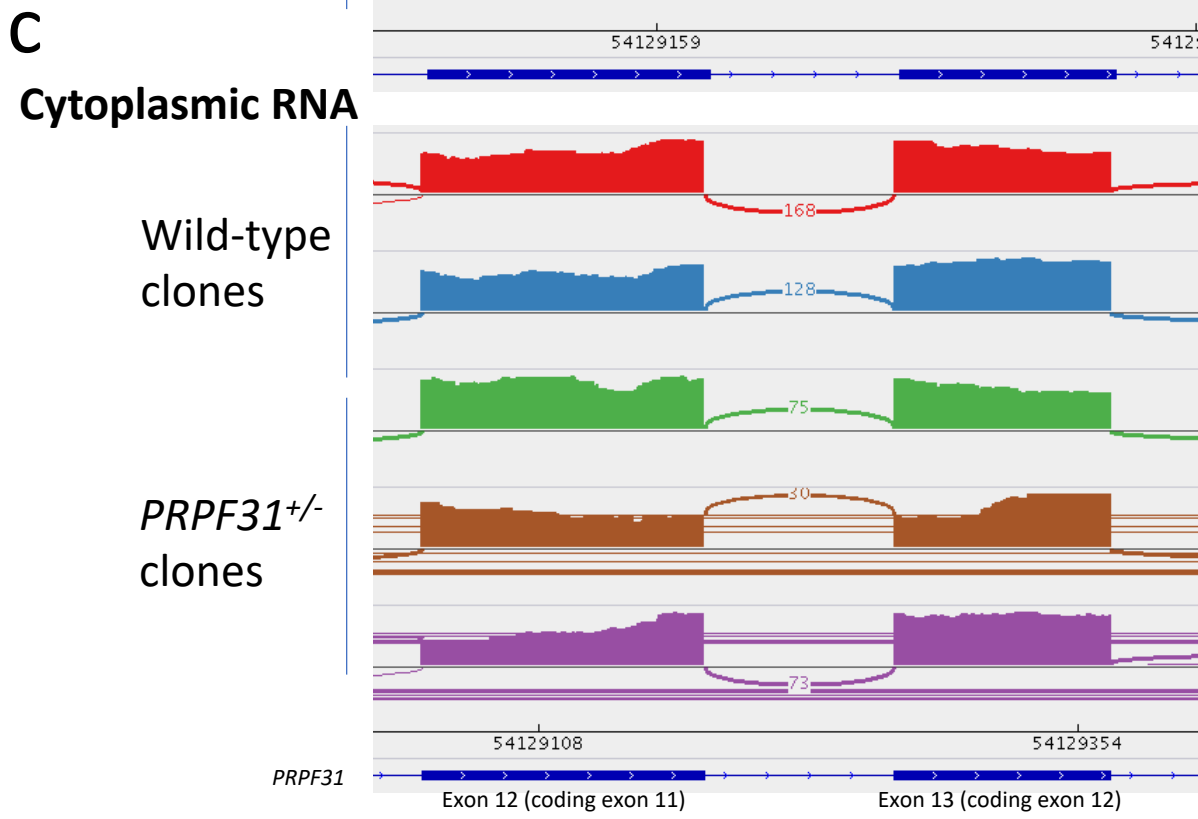 C
54129159
5412
Cytoplasmic RNA
168
Wild-type
clones
128
75
30
PRPF31+/-
clones
73
54129108
54129354
PRPF31
Exon 12 (coding exon 11)
Exon 13 (coding exon 12)